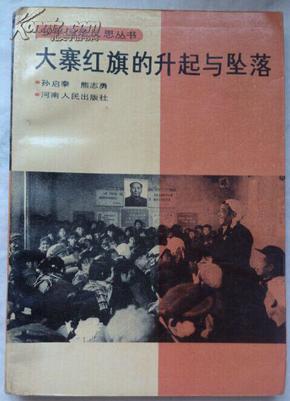 思丛书
大寨红旗的升起与坠落
孙启泰 熊志勇
河南人民出版社